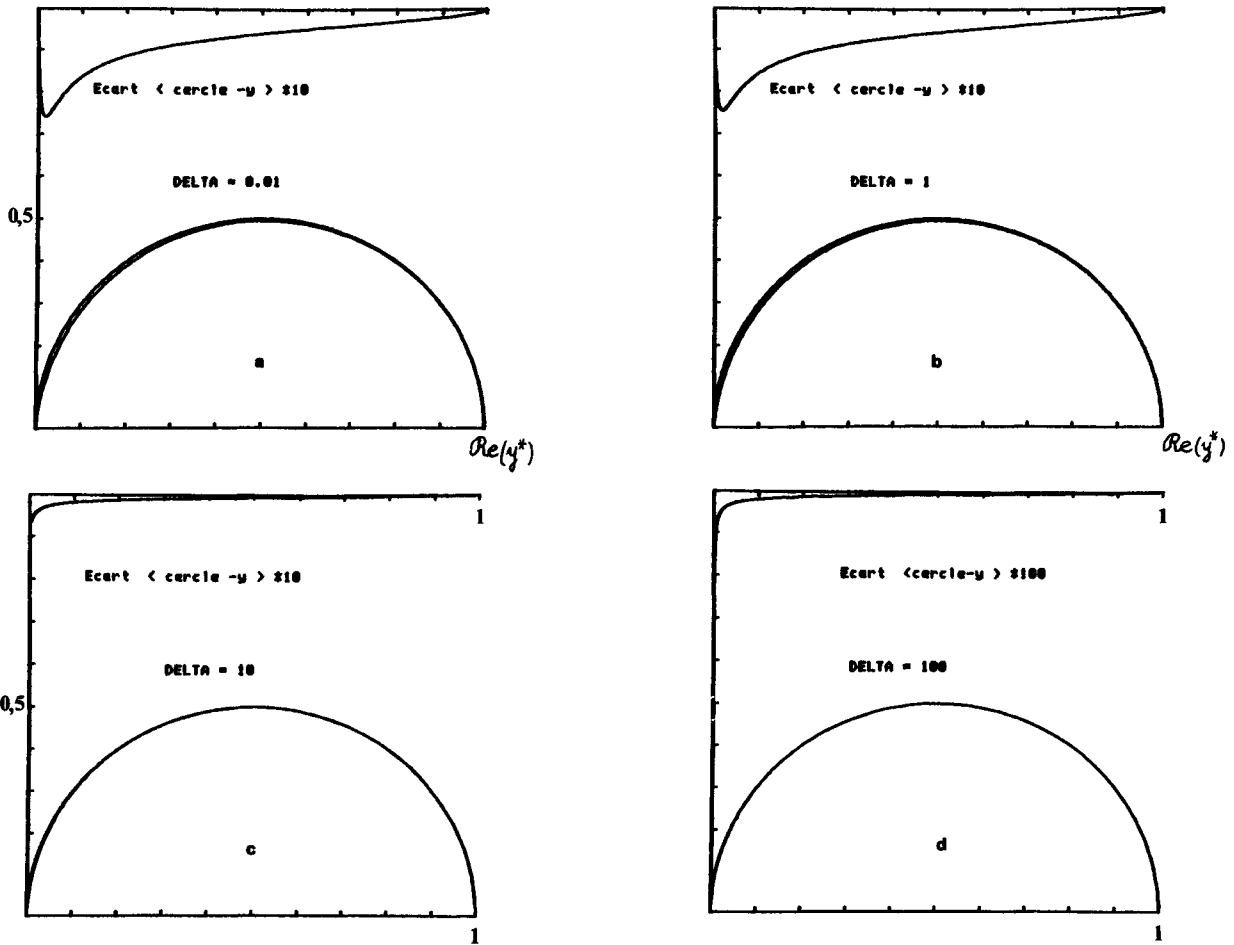 Ecart < cercle -y > *10
DELTA = 0.01
0,5
a
Re(y*)
Ecart < cercle -y > *10
DELTA = 1
b
Re(y*)
1
Ecart < cercle -y > *10
DELTA = 10
0,5
c
1
1
Ecart <cercle-y > *100
DELTA = 100
d
1